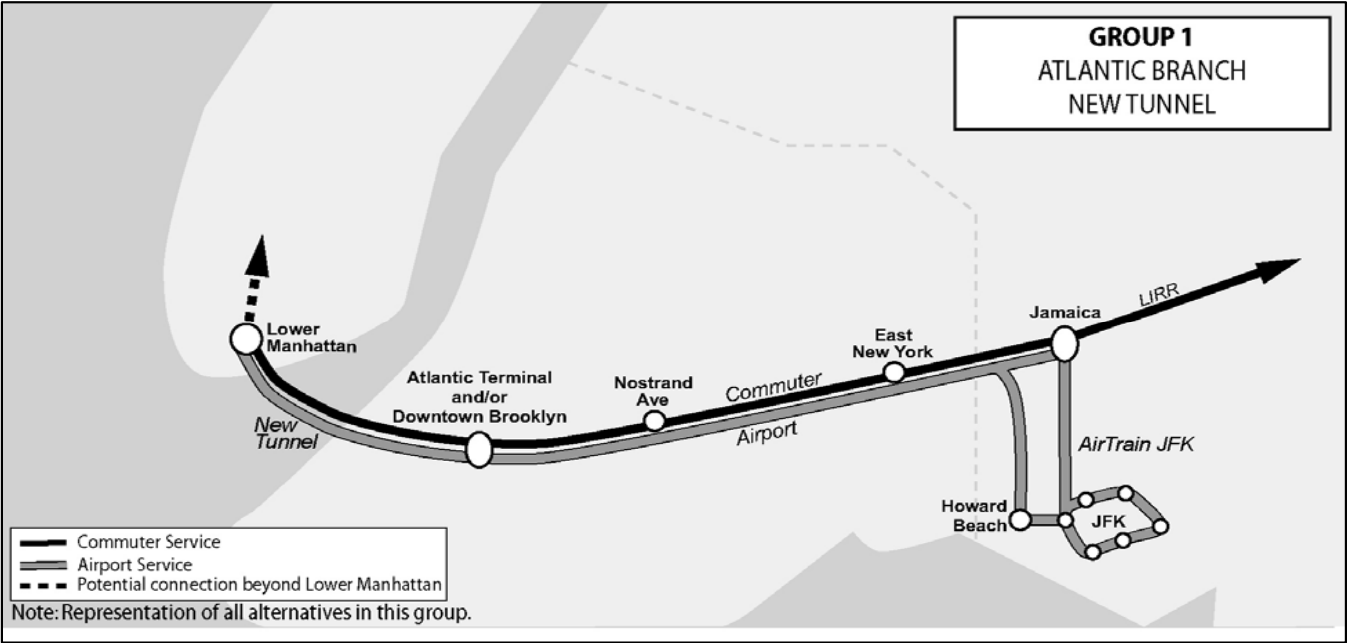 GROUP 1
ATLANTIC BRANCH
NEW TUNNEL
LIRR
Jamaica
Lower
Manhattan
East
New York
Atlantic Terminal
and/or
Downtown Brooklyn
Nostrand
Ave
Commuter
Airport
New
Tunnel
AirTrain JFK
Howard
Beach
JFK
Commuter Service
Airport Service
Potential connection beyond Lower Manhattan
Note: Representation of all alternatives in this group.